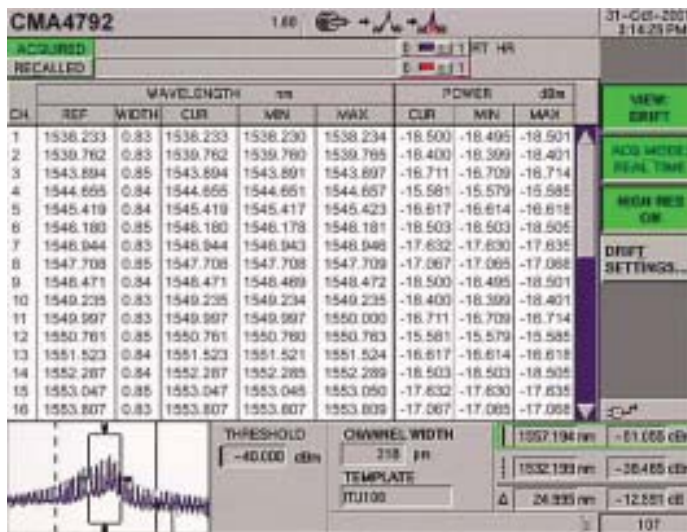 CMA4792 1.60 31-Oct-2001
3:14:29 PM
ACQUIRED RT HR
RECALLED
WAVELENGTH nm POWER dBm
CH REF WIDTH CUR MIN MAX CUR MIN MAX
1 1538.233 0.83 1538.233 1538.230 1538.234 -18.500 -18.495 -18.501
2 1539.762 0.82 1539.762 1539.760 1539.765 -18.400 -18.399 -18.401
3 1543.894 0.85 1543.894 1543.891 1543.897 -16.711 -16.709 -16.714
4 1544.655 0.84 1544.655 1544.651 1544.657 -15.581 -15.579 -15.585
5 1545.419 0.84 1545.419 1545.417 1545.423 -16.617 -16.614 -16.618
6 1546.180 0.85 1546.180 1546.178 1546.181 -18.503 -18.503 -18.505
7 1546.944 0.83 1546.944 1546.943 1546.946 -17.632 -17.630 -17.635
8 1547.708 0.85 1547.708 1547.708 1547.709 -17.067 -17.065 -17.068
9 1548.471 0.84 1548.471 1548.469 1548.472 -18.500 -18.495 -18.501
10 1549.235 0.83 1549.235 1549.234 1549.235 -18.400 -18.399 -18.401
11 1549.997 0.83 1549.997 1549.997 1550.000 -16.711 -16.709 -16.714
12 1550.761 0.85 1550.761 1550.760 1550.763 -15.581 -15.579 -15.585
13 1551.523 0.84 1551.523 1551.521 1551.524 -16.617 -16.614 -16.618
14 1552.287 0.84 1552.287 1552.285 1552.289 -18.503 -18.503 -18.505
15 1553.047 0.85 1553.047 1553.045 1553.050 -17.632 -17.630 -17.635
16 1553.807 0.83 1553.807 1553.807 1553.809 -17.067 -17.065 -17.068
VIEW:
DRIFT
ACQ MODE:
REAL TIME
HIGH RES
ON
DRIFT
SETTINGS...
THRESHOLD
-40.000 dBm
CHANNEL WIDTH
218 pm
TEMPLATE
ITU100
1557.194 nm
1532.199 nm
Δ 24.995 nm
107